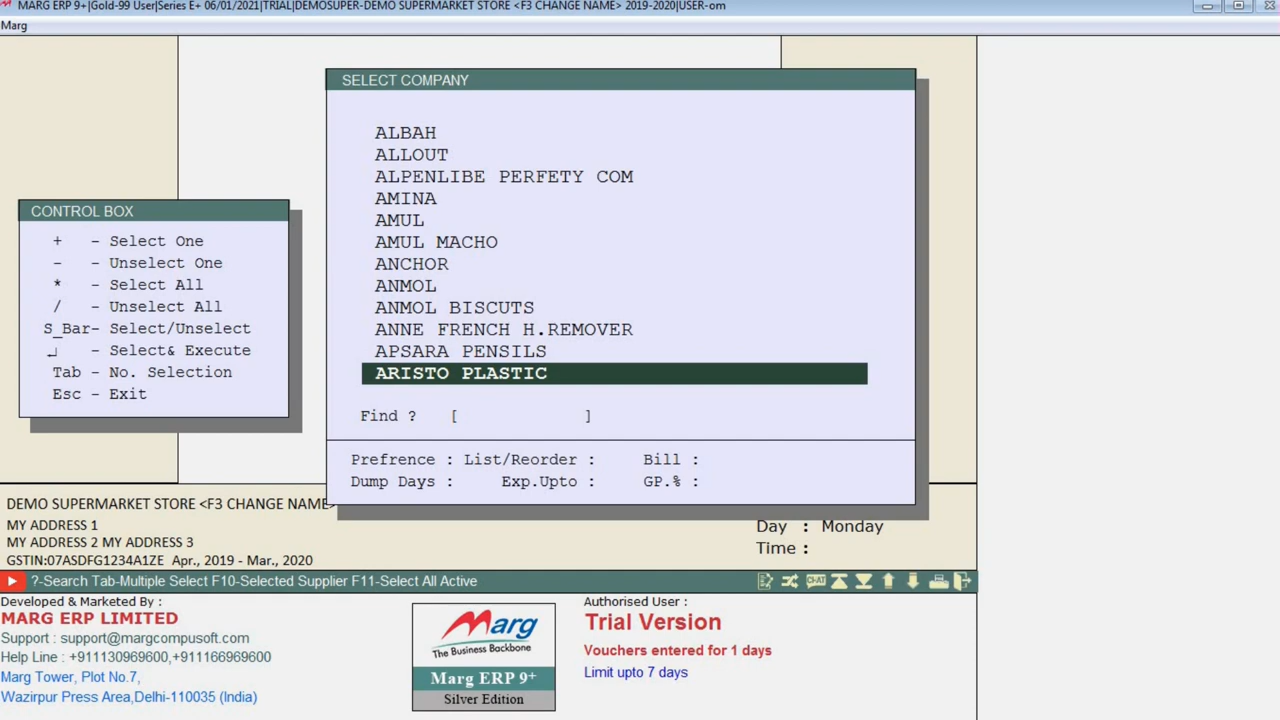 MARG ERP 9+|Gold-99 User|Series E+ 06/01/2021|TRIAL|DEMOSUPER-DEMO SUPERMARKET STORE <F3 CHANGE NAME> 2019-2020|USER-om
Marg
SELECT COMPANY
ALBAH
ALLOUT
ALPENLIBE PERFETY COM
AMINA
AMUL
AMUL MACHO
ANCHOR
ANMOL
ANMOL BISCUTS
ANNE FRENCH H.REMOVER
APSARA PENSILS
ARISTO PLASTIC
Find ? [ ]
Prefrence : List/Reorder : Bill :
Dump Days : Exp.Upto : GP.% :
CONTROL BOX
+ - Select One
- - Unselect One
* - Select All
/ - Unselect All
S_Bar- Select/Unselect
↵ - Select& Execute
Tab - No. Selection
Esc - Exit
DEMO SUPERMARKET STORE <F3 CHANGE NAME>
MY ADDRESS 1
MY ADDRESS 2 MY ADDRESS 3
GSTIN:07ASDFG1234A1ZE Apr., 2019 - Mar., 2020
Day : Monday
Time :
?-Search Tab-Multiple Select F10-Selected Supplier F11-Select All Active
CHAT
Developed & Marketed By :
MARG ERP LIMITED
Support : support@margcompusoft.com
Help Line : +911130969600,+911166969600
Marg Tower, Plot No.7,
Wazirpur Press Area,Delhi-110035 (India)
Marg
The Business Backbone
Marg ERP 9+
Silver Edition
Authorised User :
Trial Version
Vouchers entered for 1 days
Limit upto 7 days